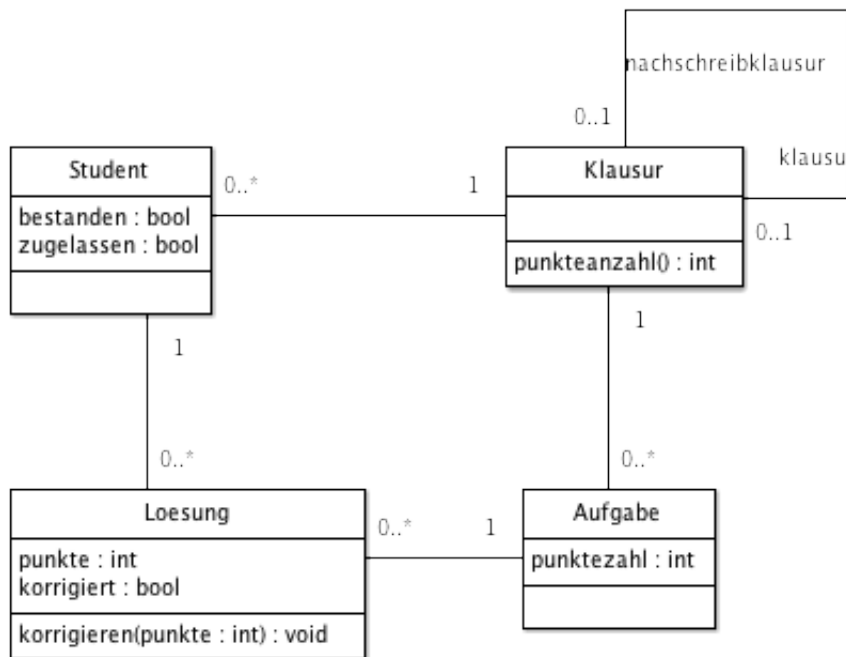 nachschreibklausur
0..1
klausu
0..1
Student
bestanden : bool
zugelassen : bool
0..*
1
Klausur
punkteanzahl() : int
1
0..*
1
0..*
Loesung
punkte : int
korrigiert : bool
korrigieren(punkte : int) : void
0..*
1
Aufgabe
punktezahl : int